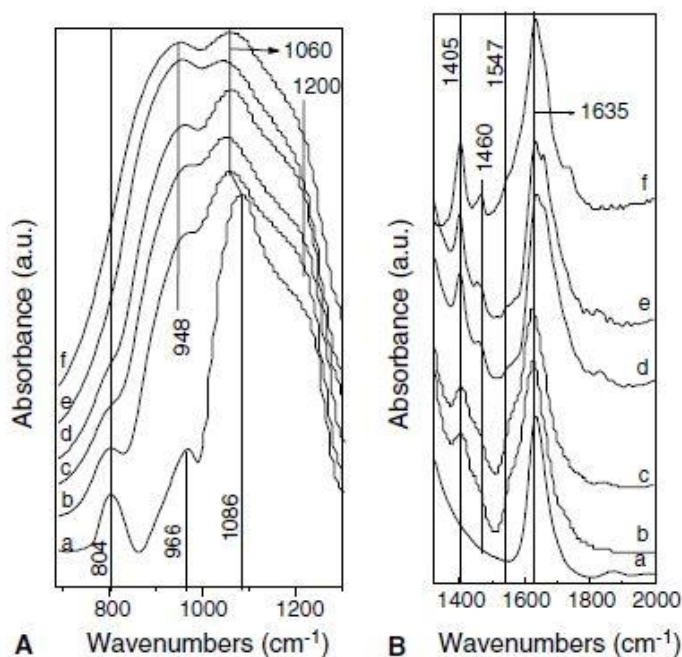 1060
1200
948
804
966
1086
f
e
d
c
b
a
Absorbance (a.u.)
800 1000 1200
A Wavenumbers (cm-1)
1405
1547
1460
1635
f
e
d
c
b
a
Absorbance (a.u.)
1400 1600 1800 2000
B Wavenumbers (cm-1)